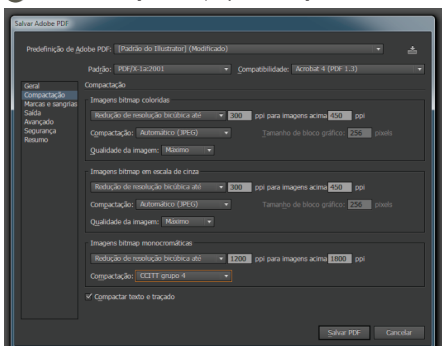 Salvar Adobe PDF
Predefinição de Adobe PDF: [Padrão do Illustrator] (Modificado)
Padrão: PDF/X-1a:2001 Compatibilidade: Acrobat 4 (PDF 1.3)
Geral
Compactação
Marcas e sangrias
Saída
Avançado
Segurança
Resumo
Compactação
Imagens bitmap coloridas
Redução de resolução bicúbica até 300 ppi para imagens acima 450 ppi
Compactação: Automático (JPEG) Tamanho de bloco gráfico: 256 pixels
Qualidade da imagem: Máximo
Imagens bitmap em escala de cinza
Redução de resolução bicúbica até 300 ppi para imagens acima 450 ppi
Compactação: Automático (JPEG) Tamanho de bloco gráfico: 256 pixels
Qualidade da imagem: Máximo
Imagens bitmap monocromáticas
Redução de resolução bicúbica até 1200 ppi para imagens acima 1800 ppi
Compactação: CCITT grupo 4
Compactar texto e traçado
Salvar PDF Cancelar